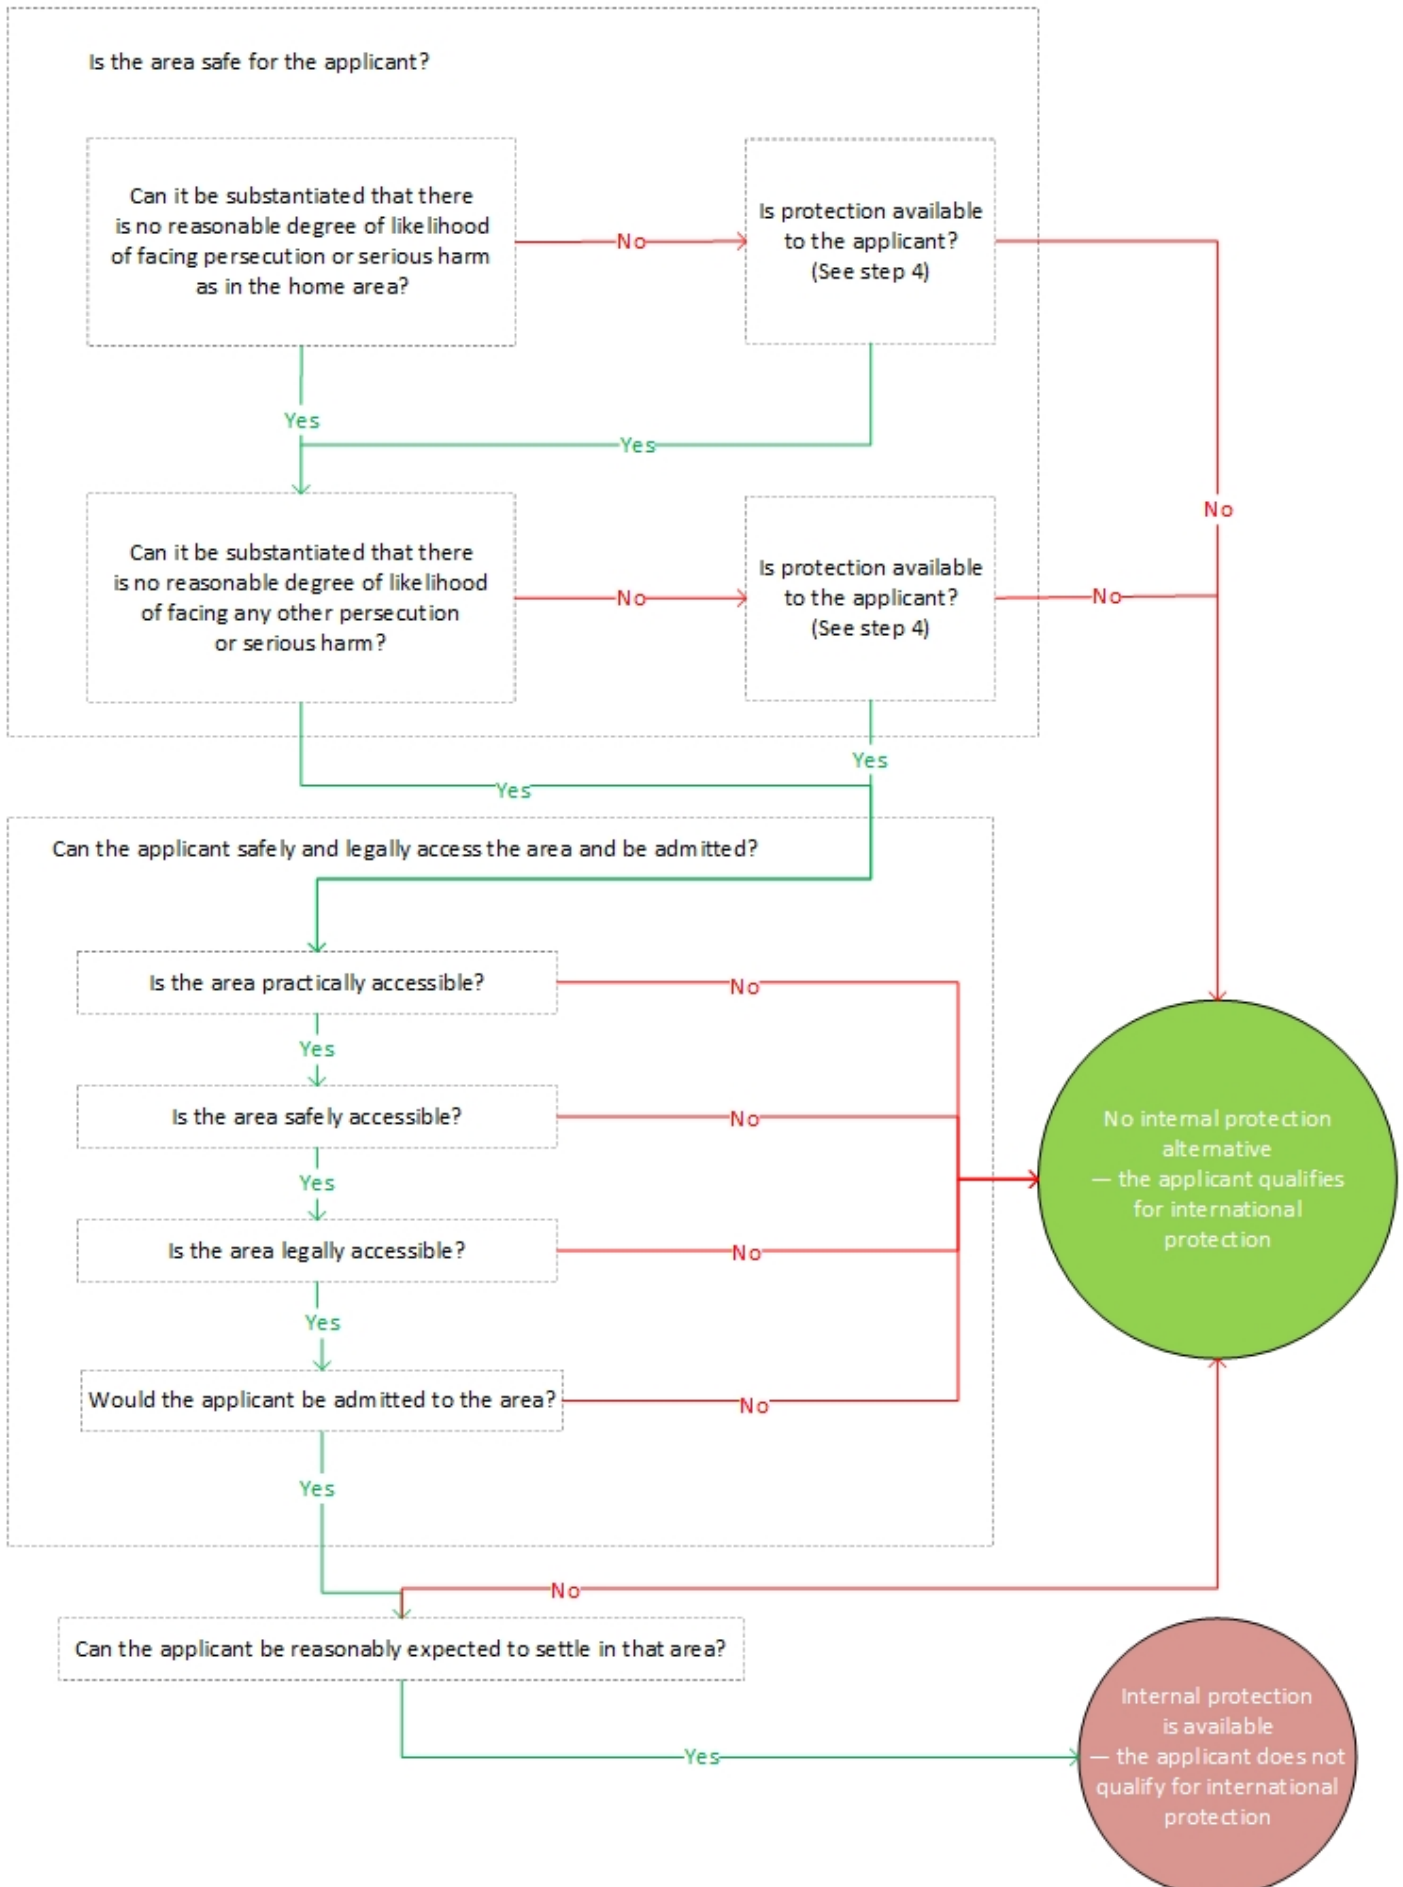 Is the area safe for the applicant?
Can it be substantiated that there
is no reasonable degree of likelihood
of facing persecution or serious harm
as in the home area?
No
Is protection available
to the applicant?
(See step 4)
Yes
Yes
No
Can it be substantiated that there
is no reasonable degree of likelihood
of facing any other persecution
or serious harm?
No
Is protection available
to the applicant?
(See step 4)
No
Yes
Yes
Can the applicant safely and legally access the area and be admitted?
Is the area practically accessible?
No
Yes
Is the area safely accessible?
No
Yes
Is the area legally accessible?
No
Yes
Would the applicant be admitted to the area?
No
Yes
No internal protection
alternative
— the applicant qualifies
for international
protection
No
Can the applicant be reasonably expected to settle in that area?
Yes
Internal protection
is available
— the applicant does not
qualify for international
protection